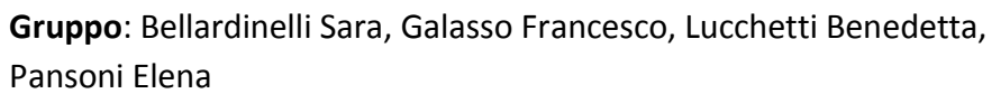 Gruppo: Bellardinelli Sara, Galasso Francesco, Lucchetti Benedetta,
Pansoni Elena